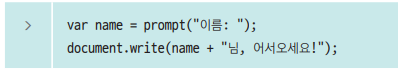 var name = prompt("이름: ");
document.write(name + "님, 어서오세요!");